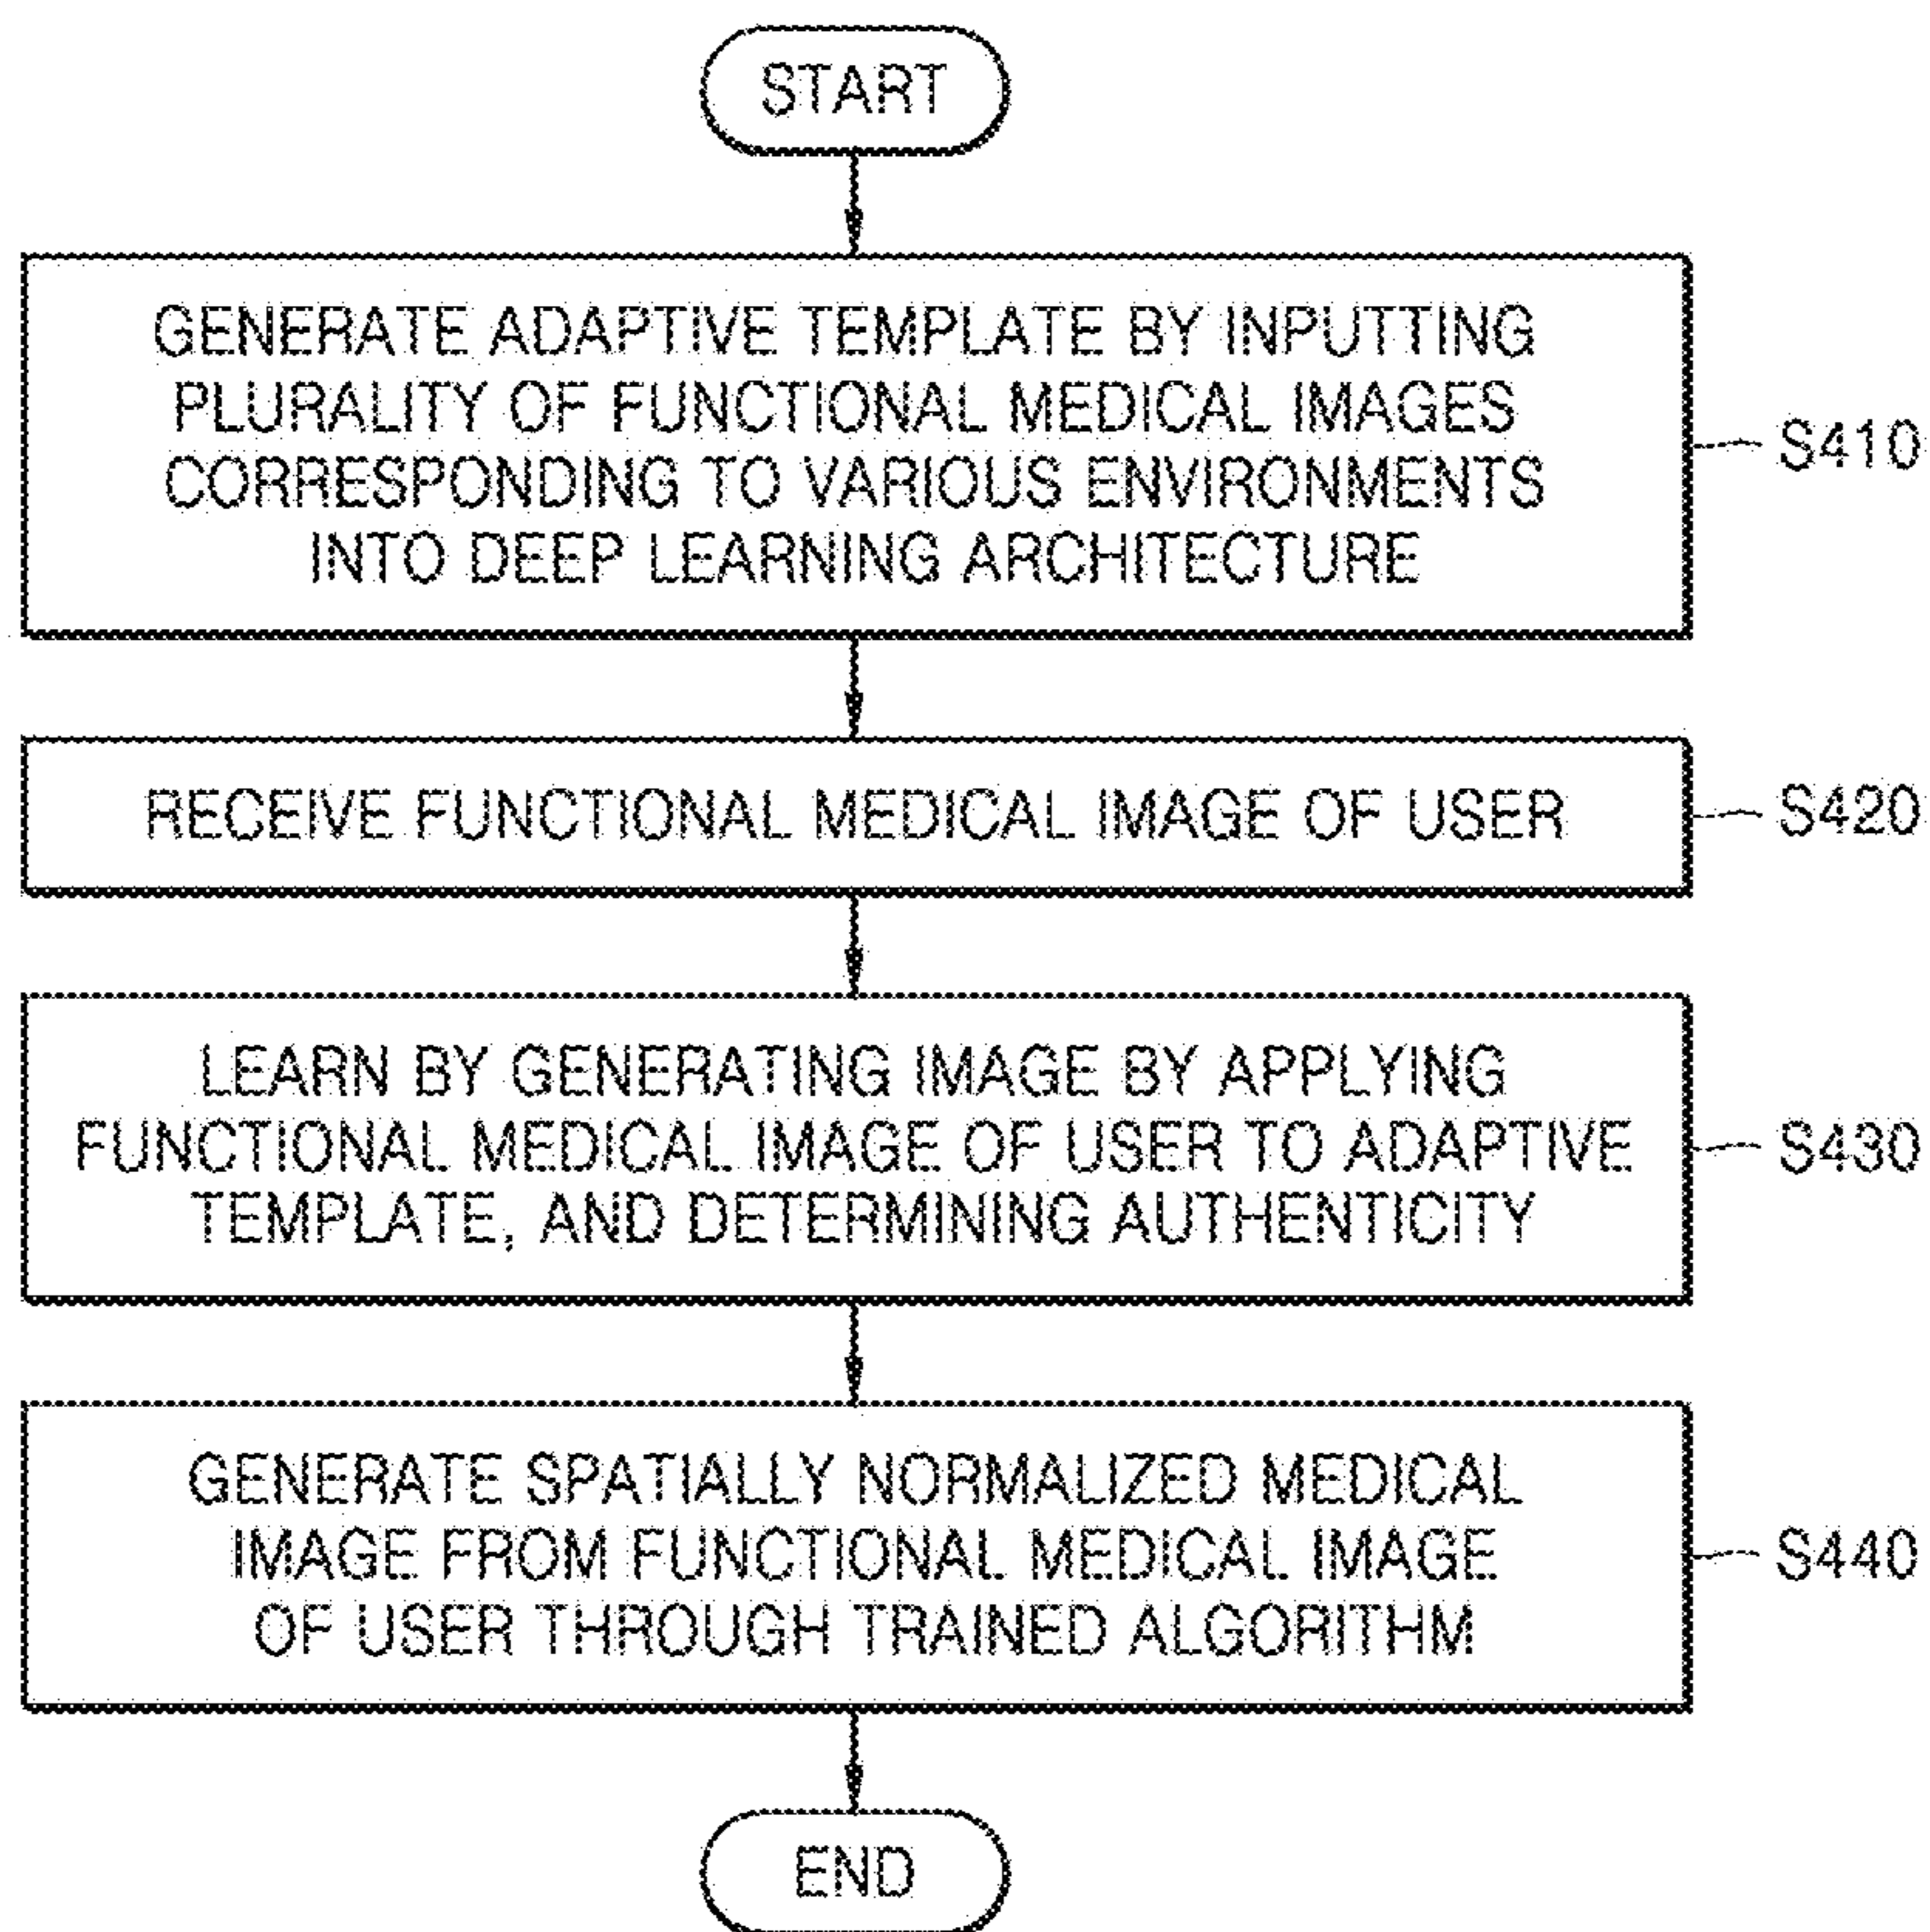 START
GENERATE ADAPTIVE TEMPLATE BY INPUTTING
PLURALITY OF FUNCTIONAL MEDICAL IMAGES
CORRESPONDING TO VARIOUS ENVIRONMENTS
INTO DEEP LEARNING ARCHITECTURE
S410
RECEIVE FUNCTIONAL MEDICAL IMAGE OF USER
S420
LEARN BY GENERATING IMAGE BY APPLYING
FUNCTIONAL MEDICAL IMAGE OF USER TO ADAPTIVE
TEMPLATE, AND DETERMINING AUTHENTICITY
S430
GENERATE SPATIALLY NORMALIZED MEDICAL
IMAGE FROM FUNCTIONAL MEDICAL IMAGE
OF USER THROUGH TRAINED ALGORITHM
S440
END